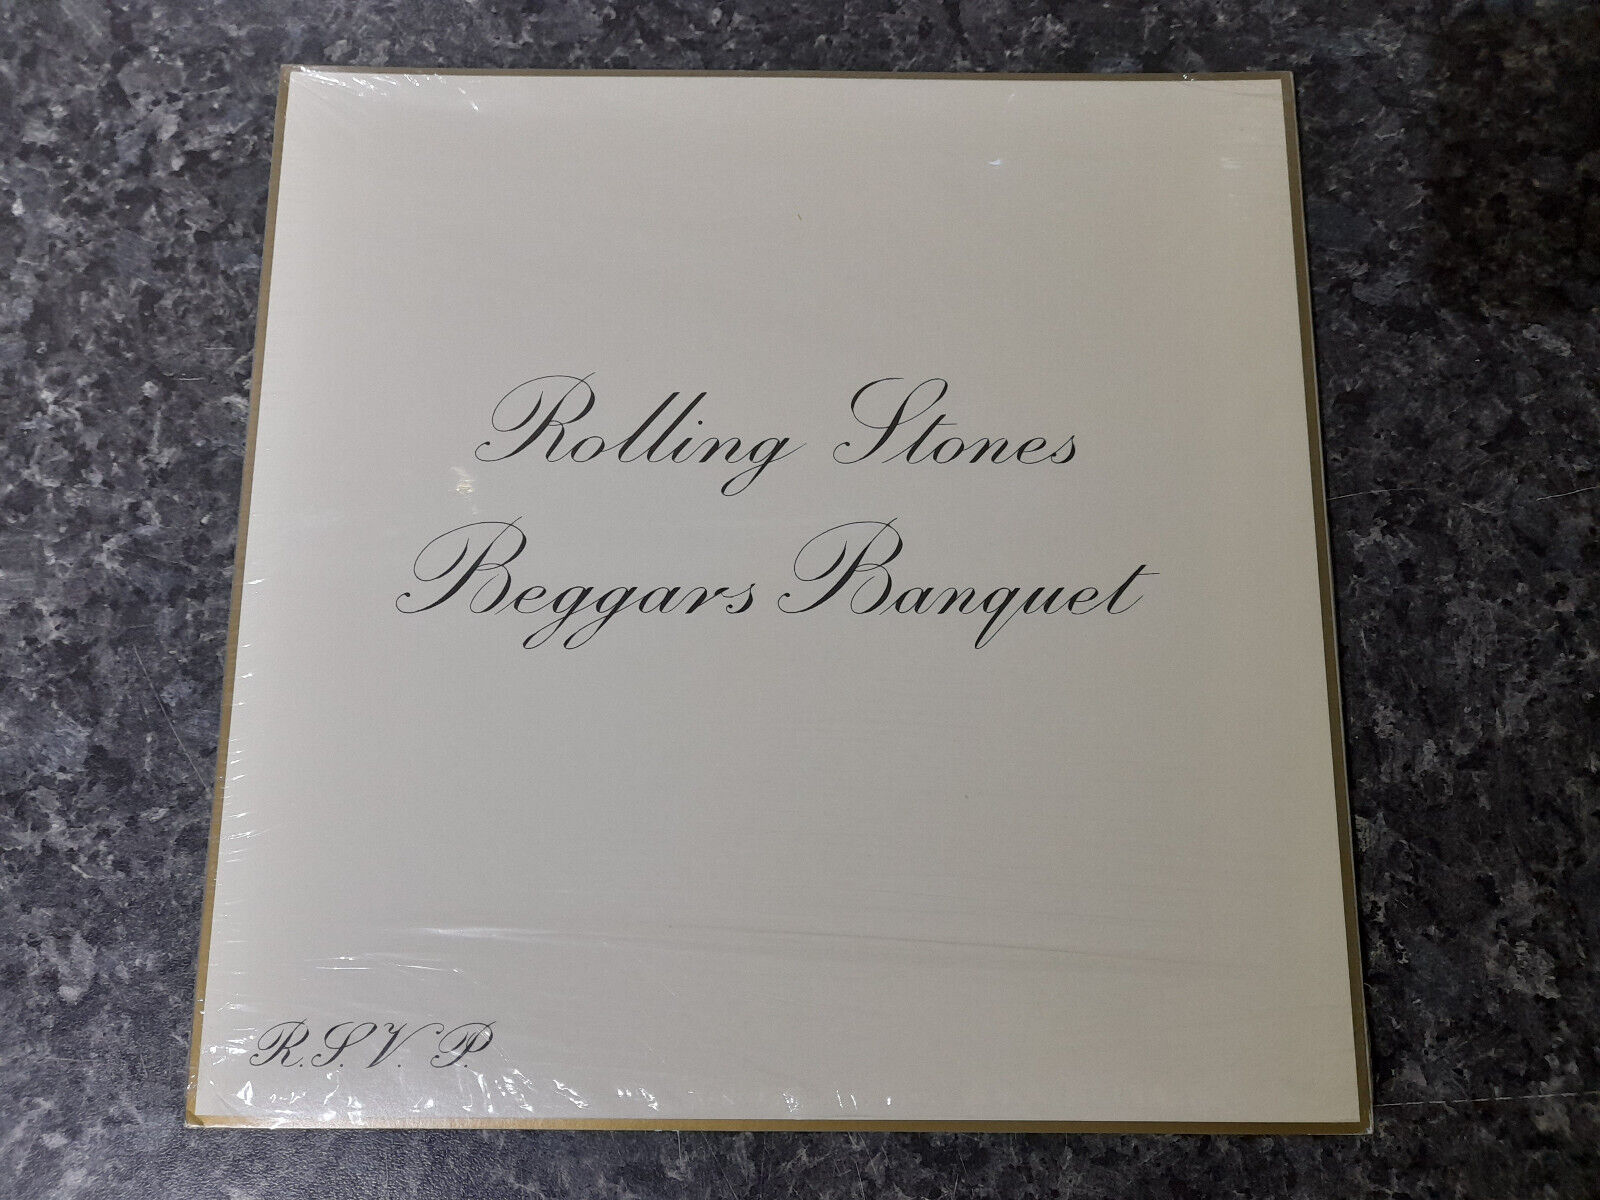 Rolling Stones
Beggars Banquet
R.S.V.P.